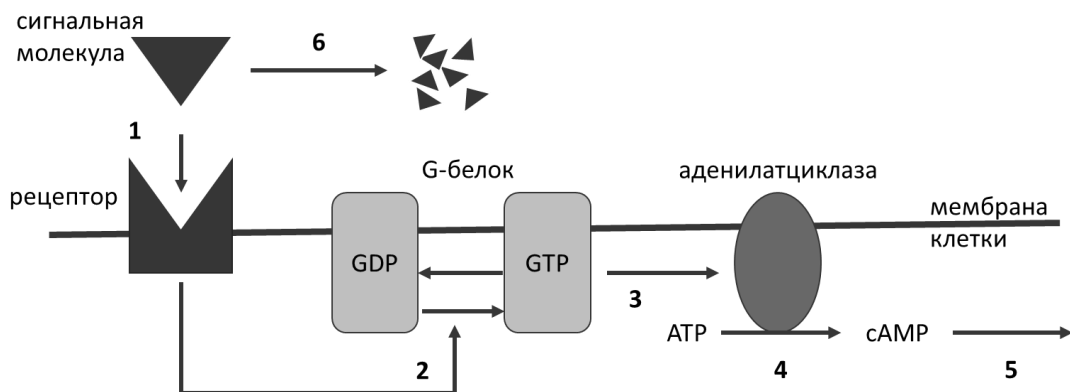 сигнальная
молекула
6
1
G-белок
аденилатциклаза
рецептор
мембрана
клетки
GDP
GTP
3
ATP
cAMP
2
4
5